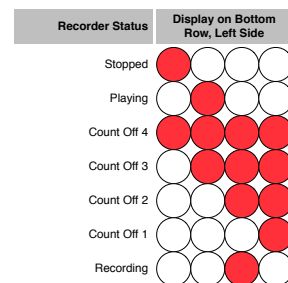 Recorder Status
Display on Bottom
Row, Left Side
Stopped
Playing
Count Off 4
Count Off 3
Count Off 2
Count Off 1
Recording